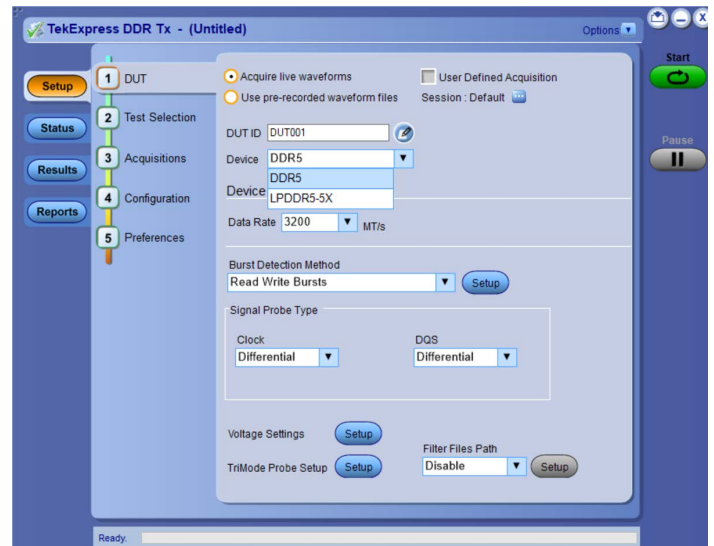 TekExpress DDR Tx - (Untitled)
Options
Start
Pause
Setup
Status
Results
Reports
1 DUT
2 Test Selection
3 Acquisitions
4 Configuration
5 Preferences
Acquire live waveforms
User Defined Acquisition
Use pre-recorded waveform files
Session : Default
DUT ID DUT001
Device DDR5
DDR5
Device
LPDDR5-5X
Data Rate 3200 MT/s
Burst Detection Method
Read Write Bursts
Setup
Signal Probe Type
Clock
DQS
Differential
Differential
Voltage Settings Setup
Filter Files Path
TriMode Probe Setup Setup
Disable
Setup
Ready.